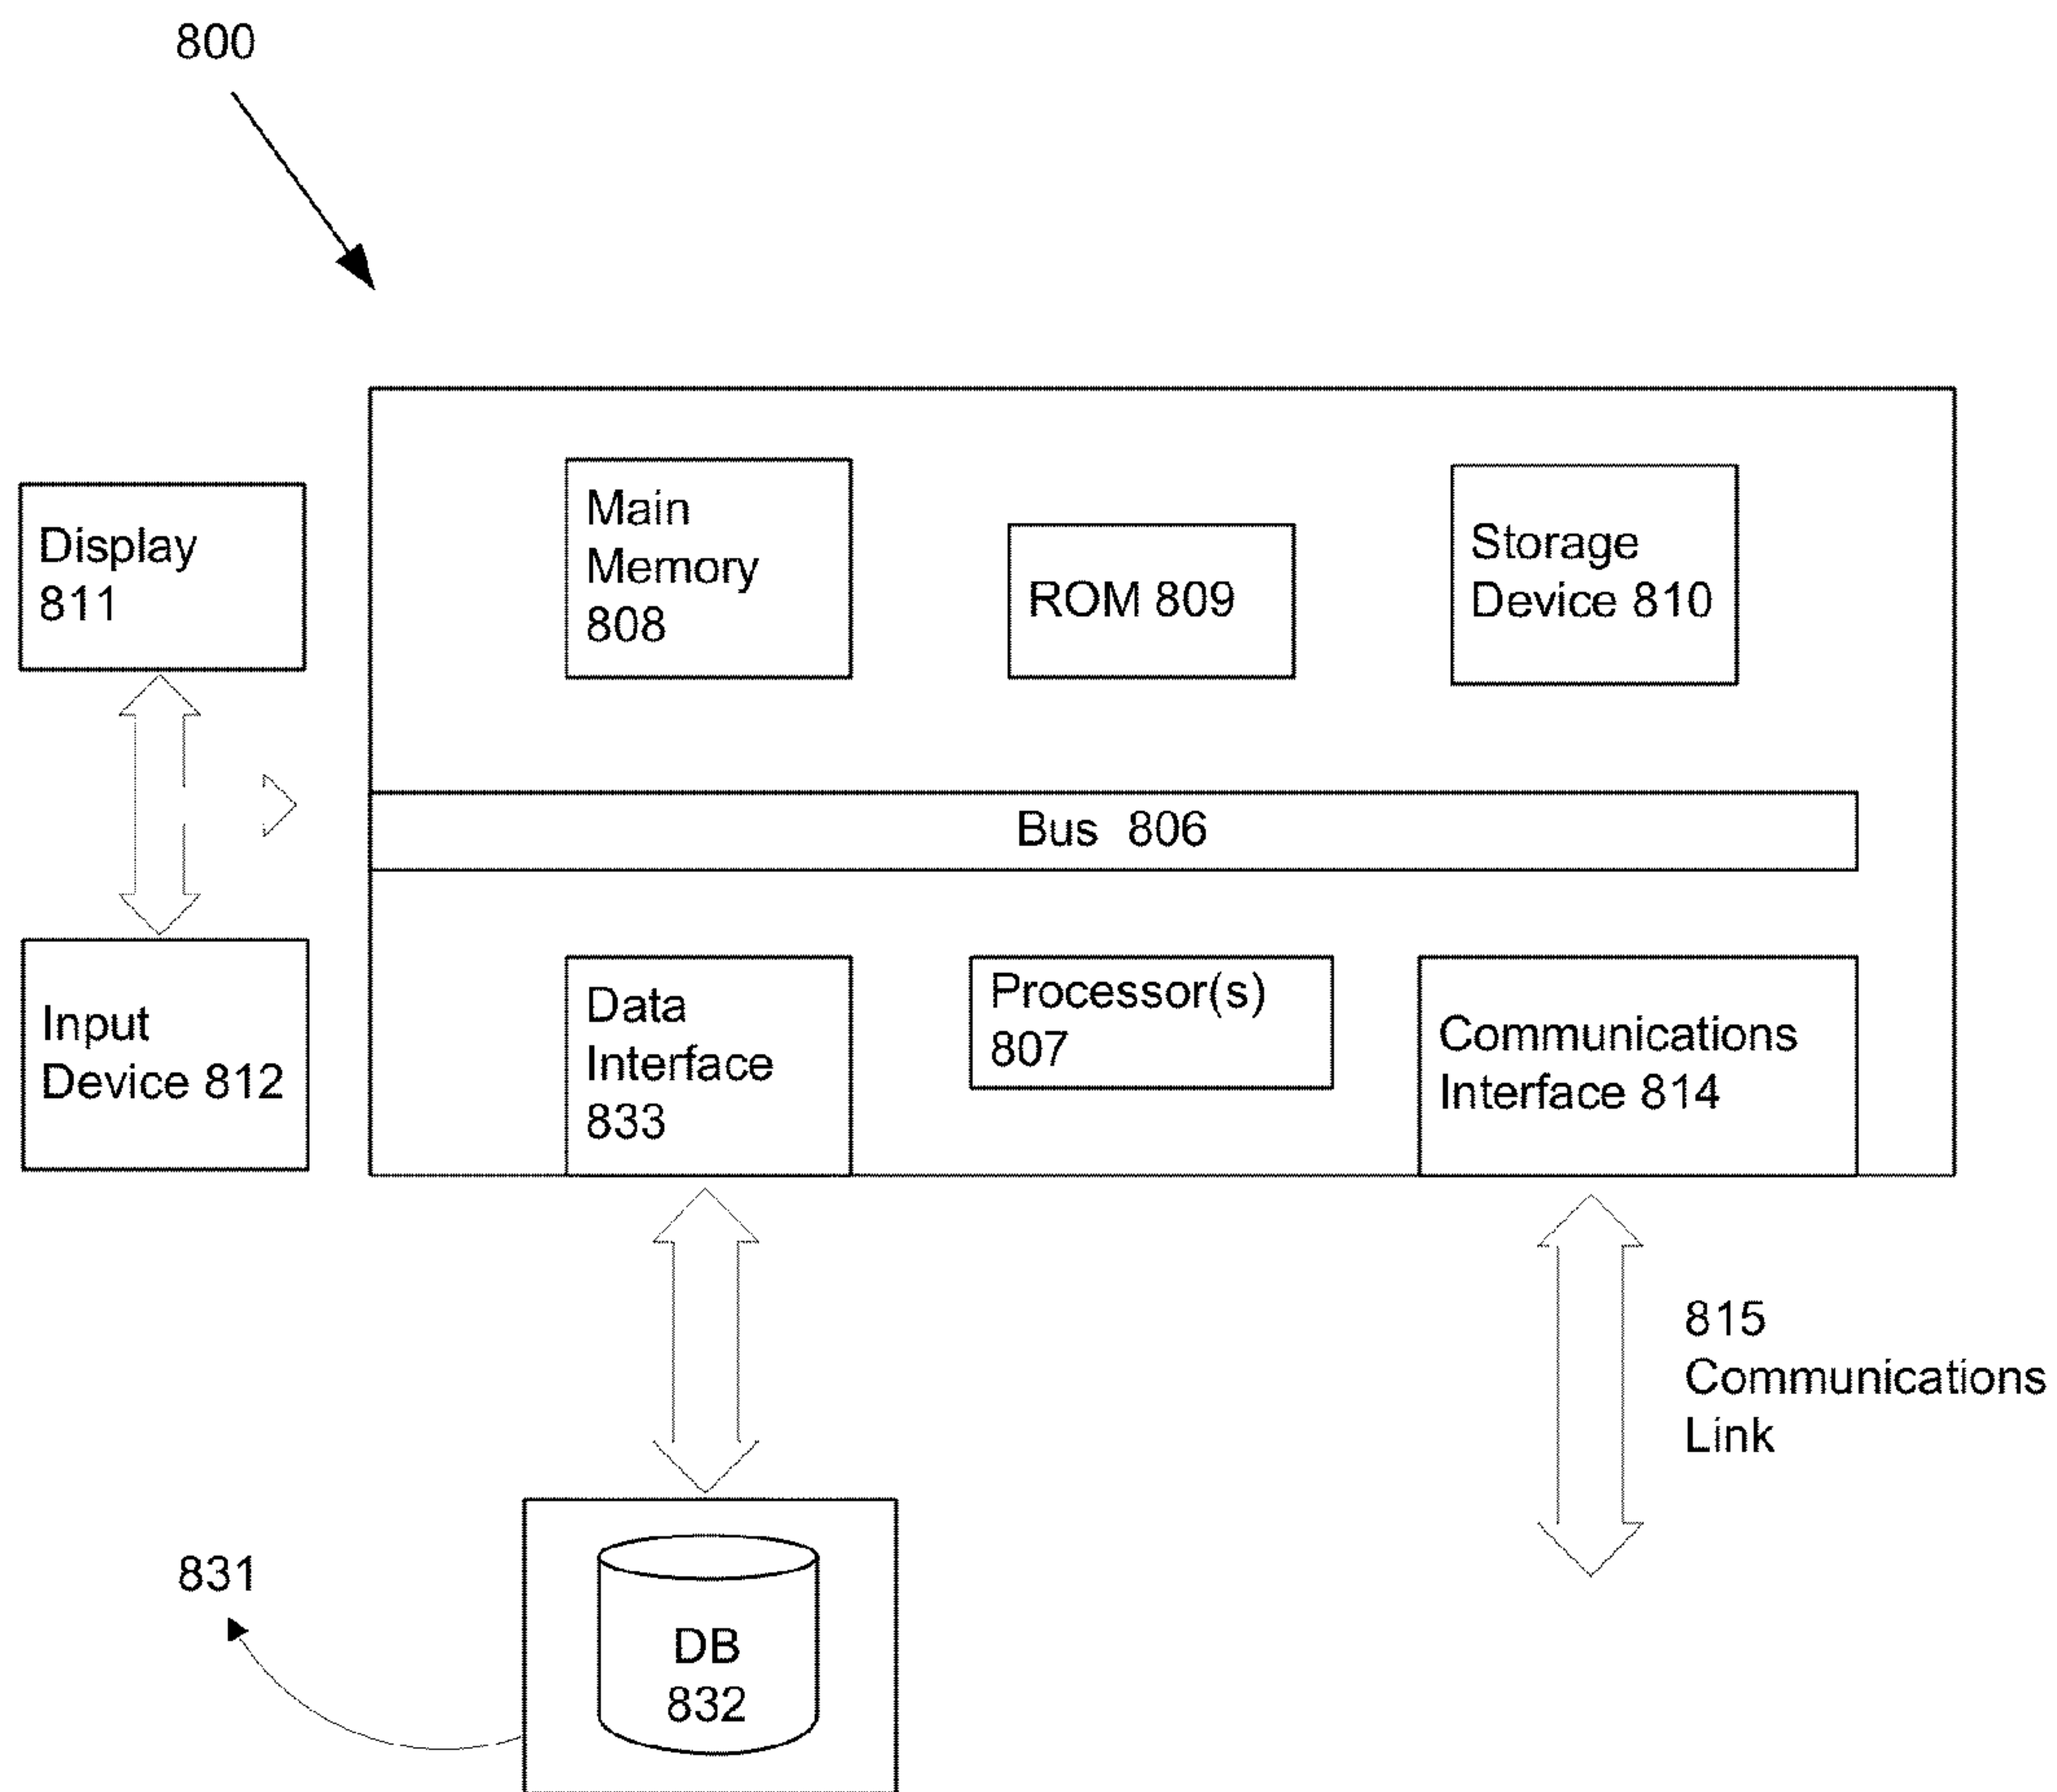 800
Display
811
Main
Memory
808
ROM 809
Storage
Device 810
Bus 806
Input
Device 812
Data
Interface
833
Processor(s)
807
Communications
Interface 814
815
Communications
Link
831
DB
832